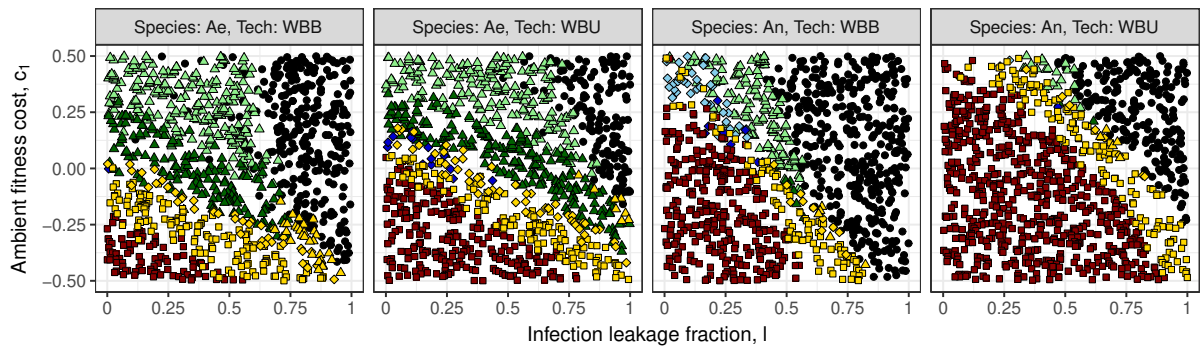 Species: Ae, Tech: WBB
Species: Ae, Tech: WBU
Species: An, Tech: WBB
Species: An, Tech: WBU
Ambient fitness cost, c₁
0.50
0.25
0.00
−0.25
−0.50
0 0.25 0.5 0.75 1
0 0.25 0.5 0.75 1
0 0.25 0.5 0.75 1
0 0.25 0.5 0.75 1
Infection leakage fraction, l